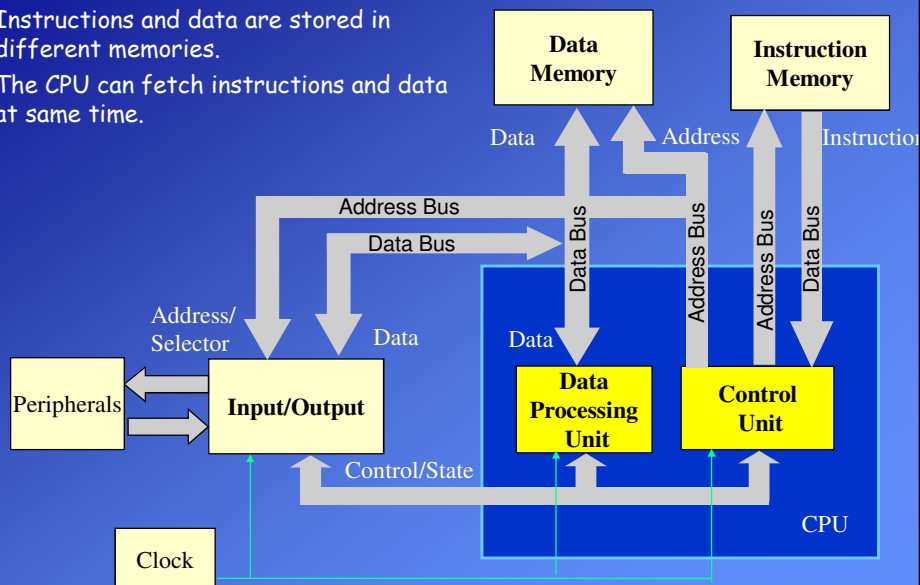 Instructions and data are stored in
different memories.
The CPU can fetch instructions and data
at same time.
Data
Memory
Instruction
Memory
Data
Address
Instruction
Address Bus
Data Bus
Data Bus
Address Bus
Address Bus
Data Bus
Address/
Selector
Data
Data
Peripherals
Input/Output
Data
Processing
Unit
Control
Unit
Control/State
CPU
Clock